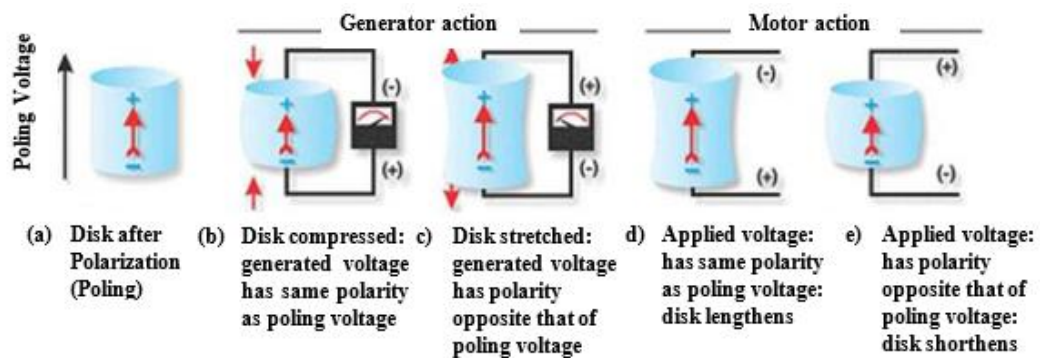 Generator action
Motor action
Poling Voltage
+
−
(-)
(+)
+
−
(+)
(-)
+
−
(-)
(+)
+
−
(+)
(-)
+
−
(a) Disk after
Polarization
(Poling)
(b) Disk compressed:
generated voltage
has same polarity
as poling voltage
c) Disk stretched:
generated voltage
has polarity
opposite that of
poling voltage
d) Applied voltage:
has same polarity
as poling voltage:
disk lengthens
e) Applied voltage:
has polarity
opposite that of
poling voltage:
disk shorthens